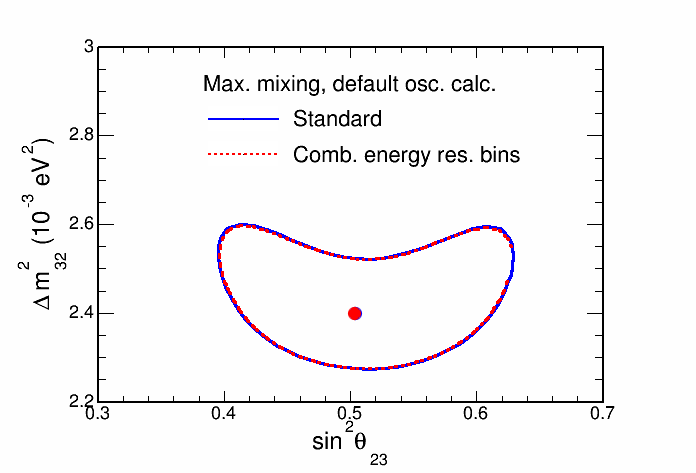 Max. mixing, default osc. calc.
Standard
Comb. energy res. bins
3
2.8
2.6
2.4
2.2
Δm²₃₂ (10⁻³ eV²)
0.3 0.4 0.5 0.6 0.7
sin²θ₂₃